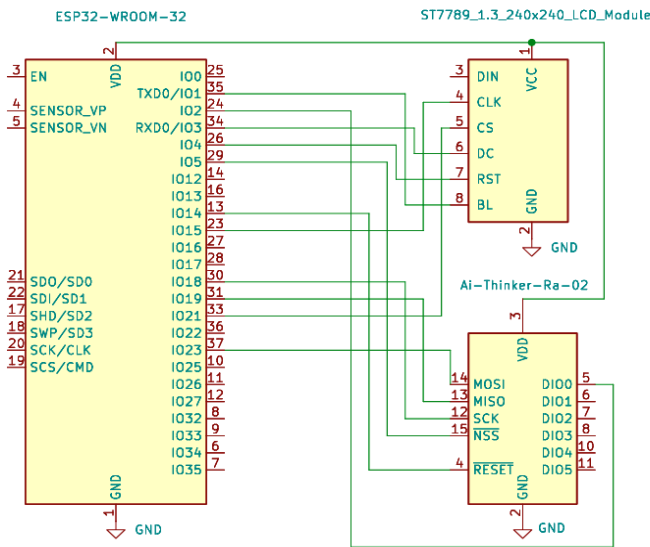 ESP32-WROOM-32
3 EN
4 SENSOR_VP
5 SENSOR_VN
21 SDO/SD0
22 SDI/SD1
17 SHD/SD2
18 SWP/SD3
20 SCK/CLK
19 SCS/CMD
2 VDD
IO0 25
TXD0/IO1 35
IO2 24
RXD0/IO3 34
IO4 26
IO5 29
IO12 14
IO13 16
IO14 13
IO15 23
IO16 27
IO17 28
IO18 30
IO19 31
IO21 33
IO22 36
IO23 37
IO25 10
IO26 11
IO27 12
IO32 8
IO33 9
IO34 6
IO35 7
GND 1
GND
ST7789_1.3_240x240_LCD_Module
1 VCC
3 DIN
4 CLK
5 CS
6 DC
7 RST
8 BL
GND 2
GND
Ai-Thinker-Ra-02
3 VDD
14 MOSI
13 MISO
12 SCK
15 NSS
4 RESET
DIO0 5
DIO1 6
DIO2 7
DIO3 8
DIO4 10
DIO5 11
GND 2
GND